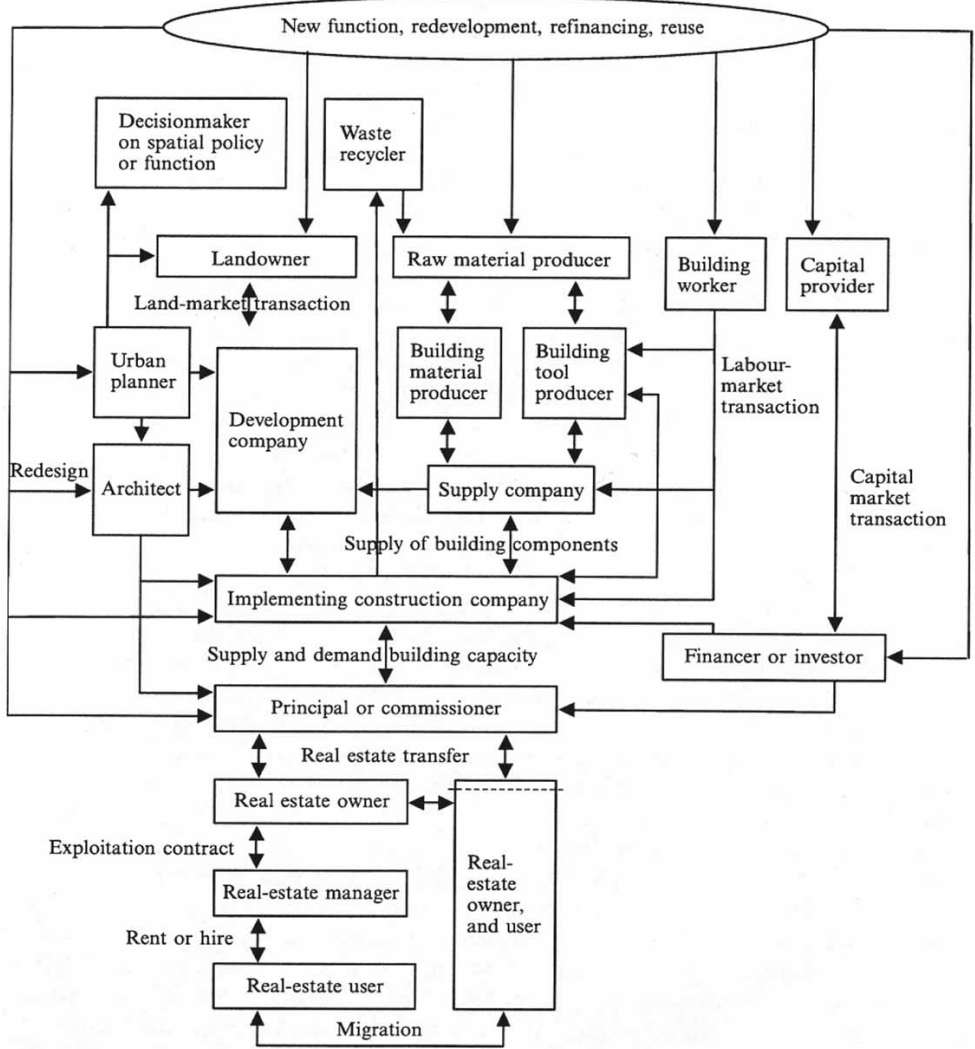 New function, redevelopment, refinancing, reuse
Decisionmaker
on spatial policy
or function
Waste
recycler
Landowner
Raw material producer
Building
worker
Capital
provider
Land-market transaction
Urban
planner
Development
company
Building
material
producer
Building
tool
producer
Labour-
market
transaction
Redesign
Architect
Supply company
Capital
market
transaction
Supply of building components
Implementing construction company
Supply and demand building capacity
Financer or investor
Principal or commissioner
Real estate transfer
Real estate owner
Exploitation contract
Real-
estate
owner,
and user
Real-estate manager
Rent or hire
Real-estate user
Migration